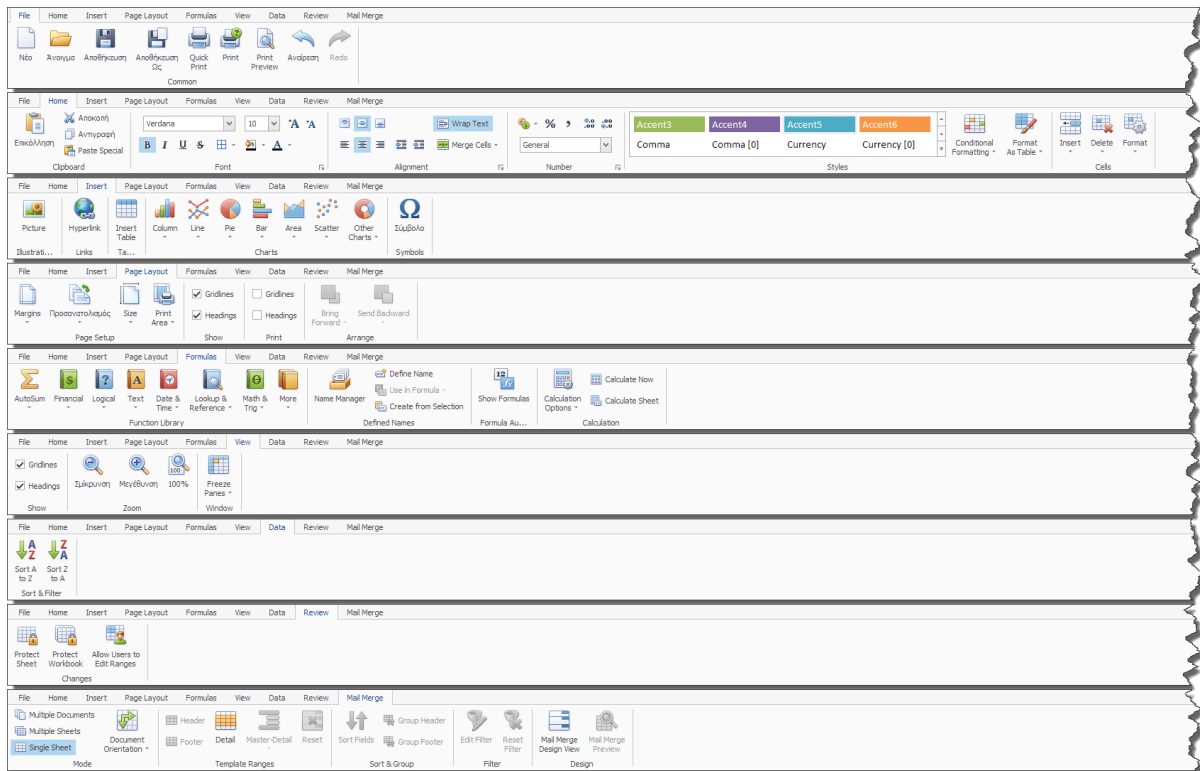 File Home Insert Page Layout Formulas View Data Review Mail Merge
Νέο Άνοιγμα Αποθήκευση Αποθήκευση Ως Quick Print Print Print Preview Αναίρεση Redo
Common
File Home Insert Page Layout Formulas View Data Review Mail Merge
Επικόλληση Αποκοπή Αντιγραφή Paste Special
Verdana 10 A A
B I U S A
Wrap Text
Merge Cells
% ,
General
Accent3 Accent4 Accent5 Accent6
Comma Comma [0] Currency Currency [0]
Conditional Formatting Format As Table Insert Delete Format
Clipboard Font Alignment Number Styles Cells
File Home Insert Page Layout Formulas View Data Review Mail Merge
Picture Hyperlink Insert Table Column Line Pie Bar Area Scatter Other Charts Ω Σύμβολο
Illustrati... Links Ta... Charts Symbols
File Home Insert Page Layout Formulas View Data Review Mail Merge
Margins Προσανατολισμός Size Print Area
Gridlines Gridlines
Headings Headings
Bring Forward Send Backward
Page Setup Show Print Arrange
File Home Insert Page Layout Formulas View Data Review Mail Merge
AutoSum Financial Logical Text Date & Time Lookup & Reference Math & Trig More
Name Manager Define Name
Use in Formula
Create from Selection
Show Formulas Calculation Options Calculate Now
Calculate Sheet
Function Library Defined Names Formula Au... Calculation
File Home Insert Page Layout Formulas View Data Review Mail Merge
Gridlines
Headings
Σμίκρυνση Μεγέθυνση 100% Freeze Panes
Show Zoom Window
File Home Insert Page Layout Formulas View Data Review Mail Merge
Sort A to Z Sort Z to A
Sort & Filter
File Home Insert Page Layout Formulas View Data Review Mail Merge
Protect Sheet Protect Workbook Allow Users to Edit Ranges
Changes
File Home Insert Page Layout Formulas View Data Review Mail Merge
Multiple Documents
Multiple Sheets
Single Sheet
Document Orientation
Header
Footer
Detail Master-Detail Reset
Sort Fields Group Header
Group Footer
Edit Filter Reset Filter Mail Merge Design View Mail Merge Preview
Mode Template Ranges Sort & Group Filter Design